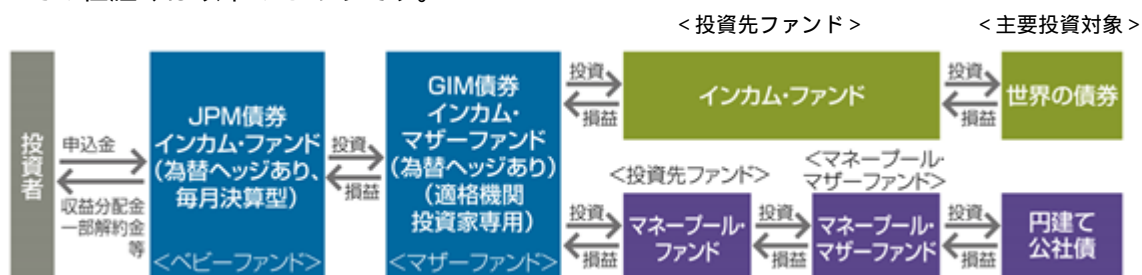 <投資先ファンド>
<主要投資対象>
投資者
申込金
収益分配金
一部解約金
等
JPM債券
インカム・ファンド
(為替ヘッジあり、
毎月決算型)
<ベビーファンド>
投資
損益
GIM債券
インカム・
マザーファンド
(為替ヘッジあり)
(適格機関
投資家専用)
<マザーファンド>
投資
損益
インカム・ファンド
投資
損益
世界の債券
投資
損益
<投資先ファンド>
マネープール・
ファンド
投資
損益
<マネープール・
マザーファンド>
マネープール・
マザーファンド
投資
損益
円建て
公社債